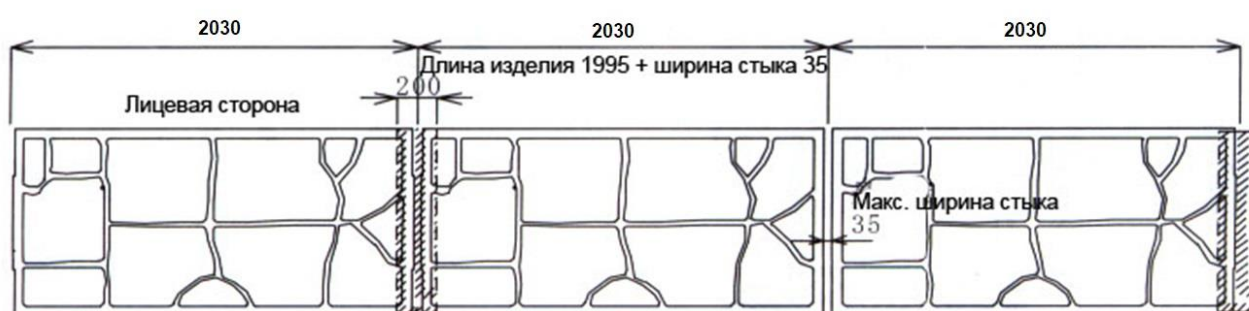 2030
2030
2030
Длина изделия 1995 + ширина стыка 35
200
Лицевая сторона
Макс. ширина стыка
35